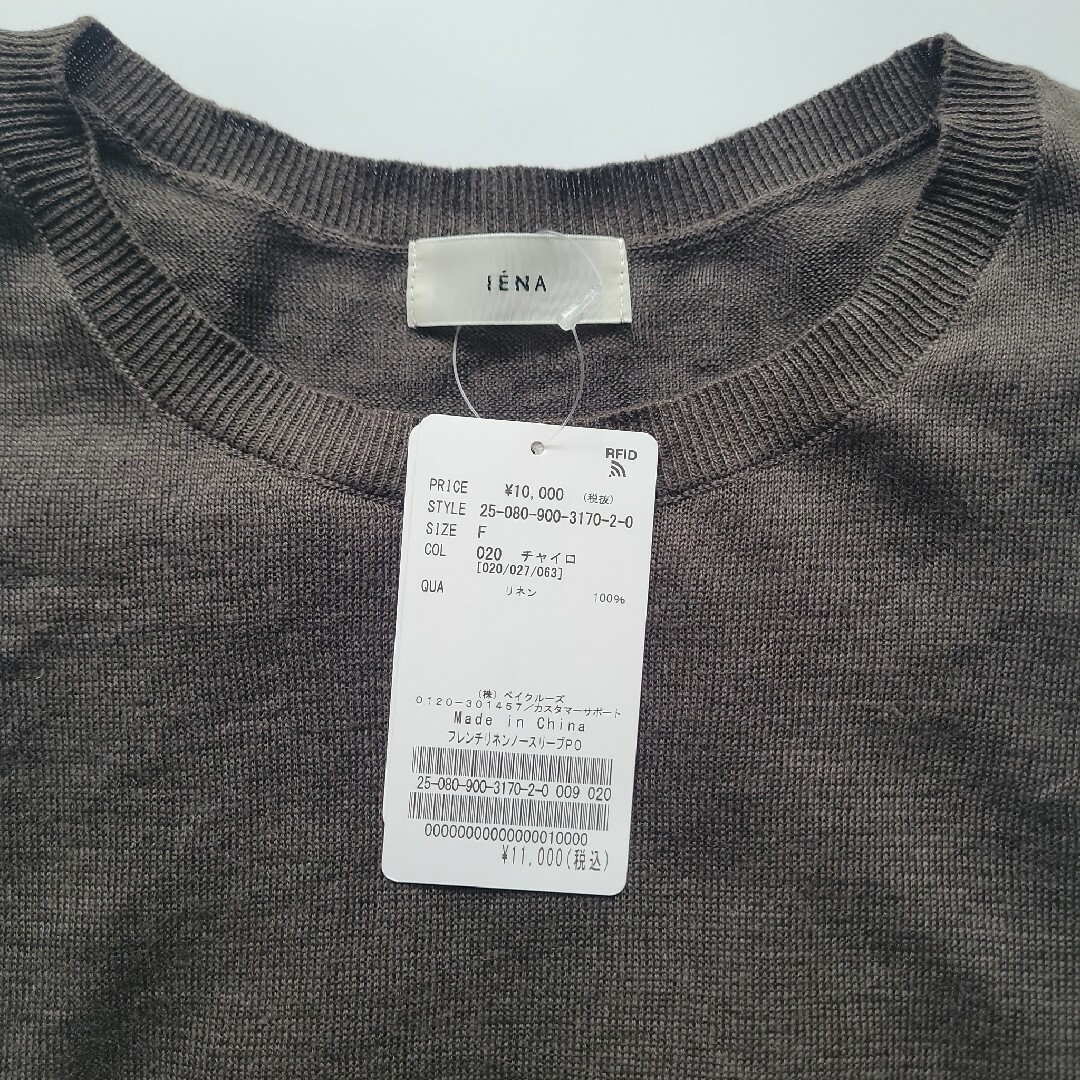 IÉNA
RFID
PRICE ¥10,000 (税抜)
STYLE 25-080-900-3170-2-0
SIZE F
COL 020 チャイロ
[020/027/063]
QUA リネン 100%
(株)ベイクルーズ
0120-301457/カスタマーサポート
Made in China
フレンチリネンノースリーブPO
25-080-900-3170-2-0 009 020
00000000000000010000
¥11,000(税込)